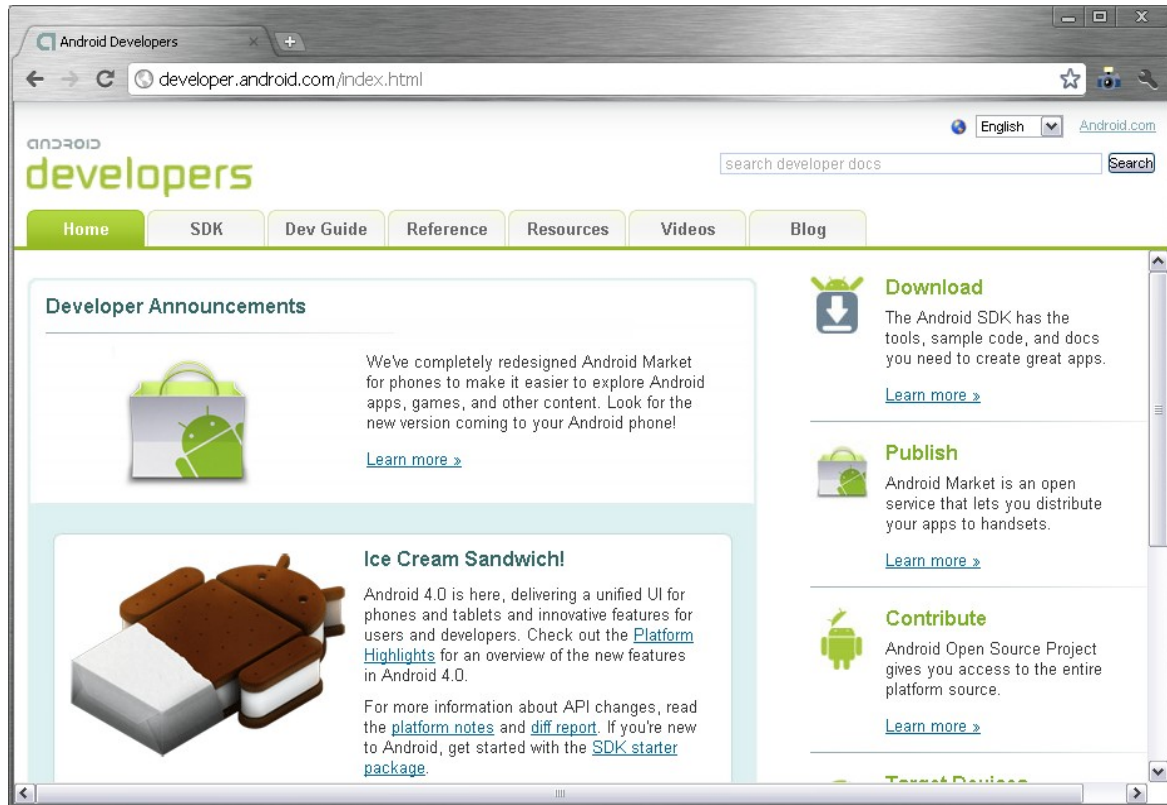 Android Developers
developer.android.com/index.html
English
Android.com
android
developers
search developer docs
Search
Home
SDK
Dev Guide
Reference
Resources
Videos
Blog
Developer Announcements
We've completely redesigned Android Market
for phones to make it easier to explore Android
apps, games, and other content. Look for the
new version coming to your Android phone!
Learn more »
Ice Cream Sandwich!
Android 4.0 is here, delivering a unified UI for
phones and tablets and innovative features for
users and developers. Check out the Platform
Highlights for an overview of the new features
in Android 4.0.
For more information about API changes, read
the platform notes and diff report. If you're new
to Android, get started with the SDK starter
package.
Download
The Android SDK has the
tools, sample code, and docs
you need to create great apps.
Learn more »
Publish
Android Market is an open
service that lets you distribute
your apps to handsets.
Learn more »
Contribute
Android Open Source Project
gives you access to the entire
platform source.
Learn more »
Target Devices